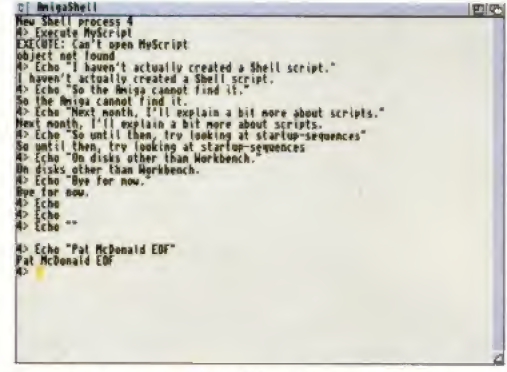 AmigaShell
New Shell process 4
4> Execute MyScript
EXECUTE: Can't open MyScript
object not found
4> Echo "I haven't actually created a Shell script."
I haven't actually created a Shell script.
4> Echo "So the Amiga cannot find it."
So the Amiga cannot find it.
4> Echo "Next month, I'll explain a bit more about scripts."
Next month, I'll explain a bit more about scripts.
4> Echo "So until then, try looking at startup-sequences"
So until then, try looking at startup-sequences
4> Echo "On disks other than Workbench."
On disks other than Workbench.
4> Echo "Bye for now."
Bye for now.
4> Echo
4> Echo
4> Echo ""
4> Echo "Pat McDonald EOF"
Pat McDonald EOF
4>